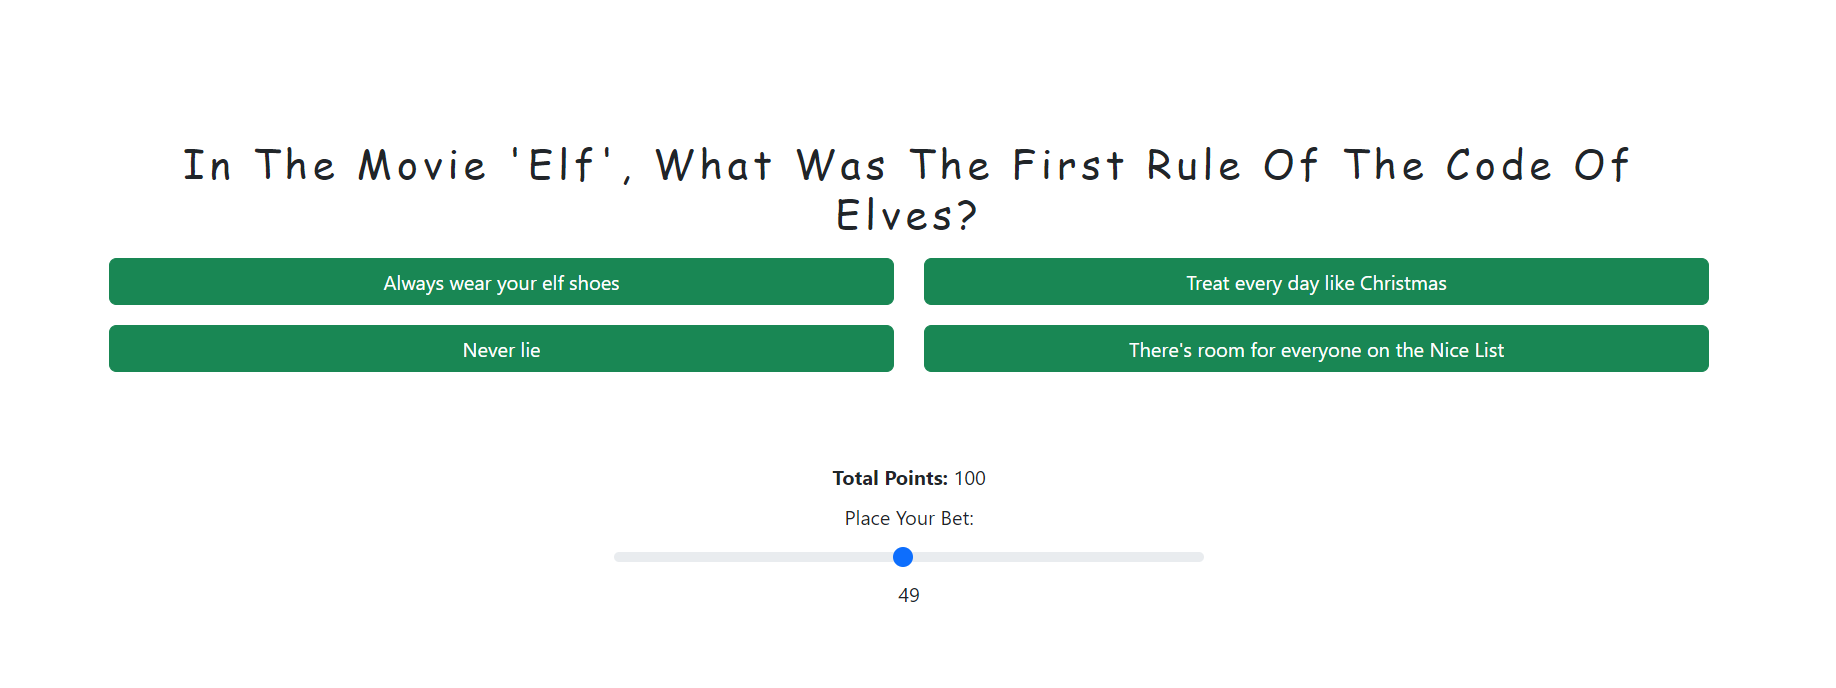 In The Movie 'Elf', What Was The First Rule Of The Code Of
Elves?
Always wear your elf shoes
Treat every day like Christmas
Never lie
There's room for everyone on the Nice List
Total Points: 100
Place Your Bet:
49